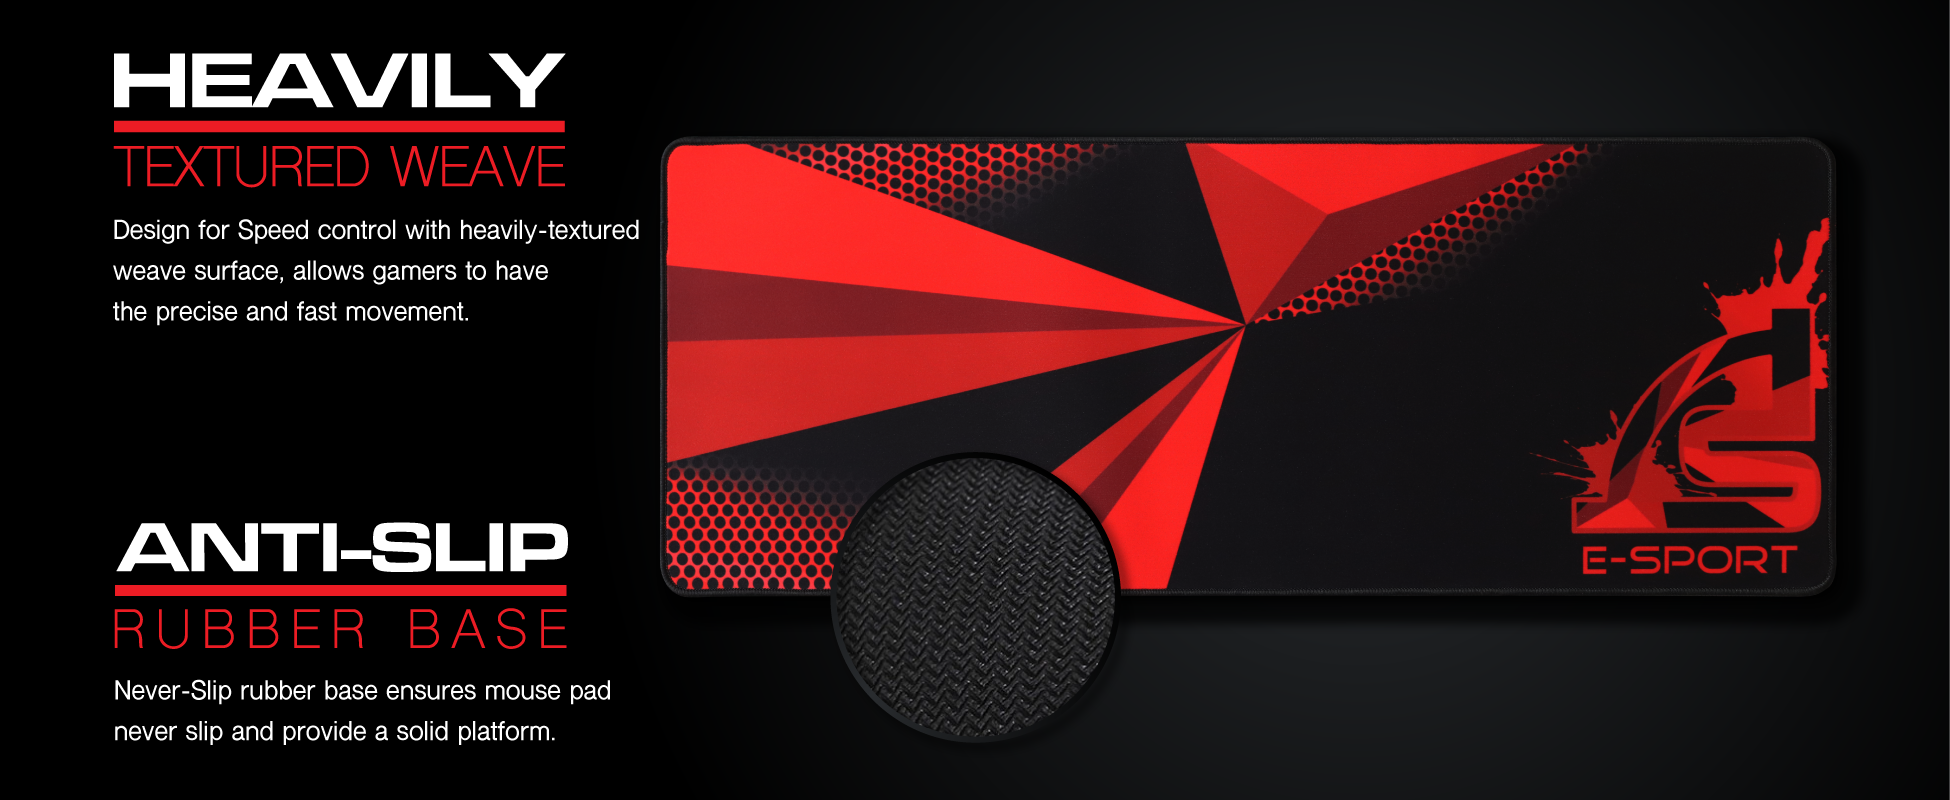 HEAVILY
TEXTURED WEAVE
Design for Speed control with heavily-textured
weave surface, allows gamers to have
the precise and fast movement.
ANTI-SLIP
RUBBER BASE
Never-Slip rubber base ensures mouse pad
never slip and provide a solid platform.
E-SPORT